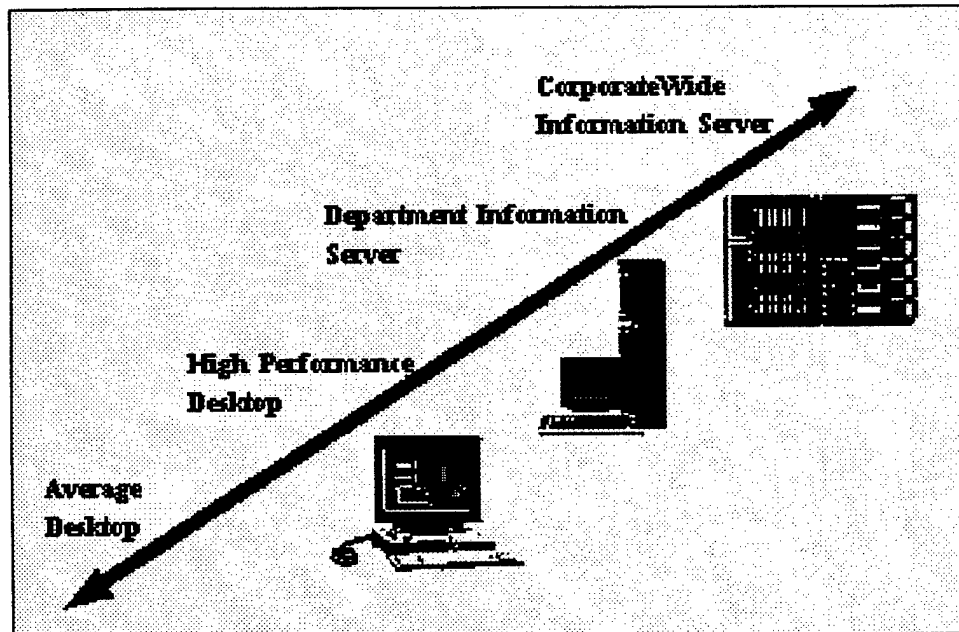 CorporateWide
Information Server
Department Information
Server
High Performance
Desktop
Average
Desktop